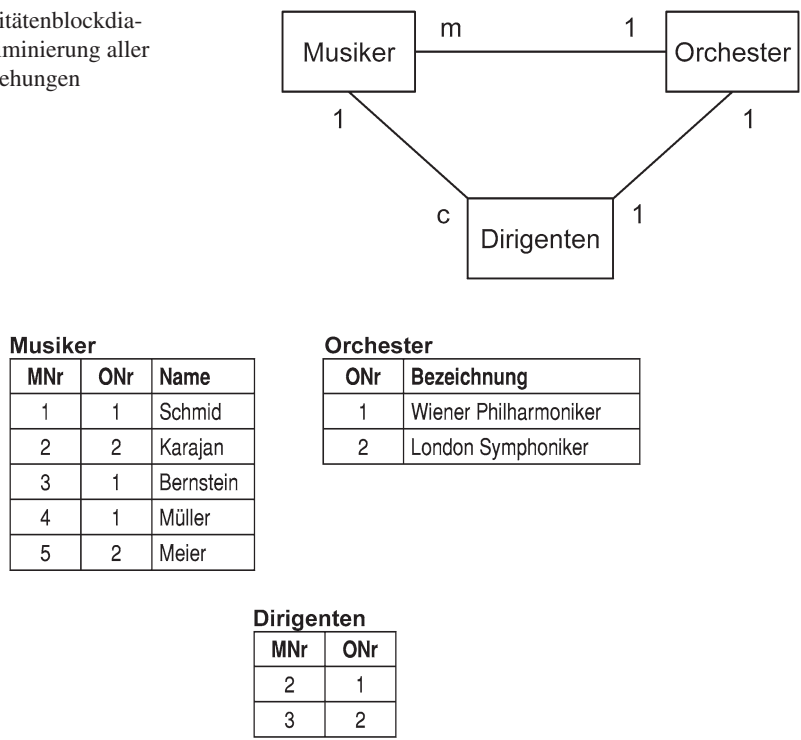 itätenblockdia-
iminierung aller
ehungen
Musiker m 1 Orchester
1 1
c 1
Dirigenten
Musiker
MNr ONr Name
1 1 Schmid
2 2 Karajan
3 1 Bernstein
4 1 Müller
5 2 Meier
Orchester
ONr Bezeichnung
1 Wiener Philharmoniker
2 London Symphoniker
Dirigenten
MNr ONr
2 1
3 2